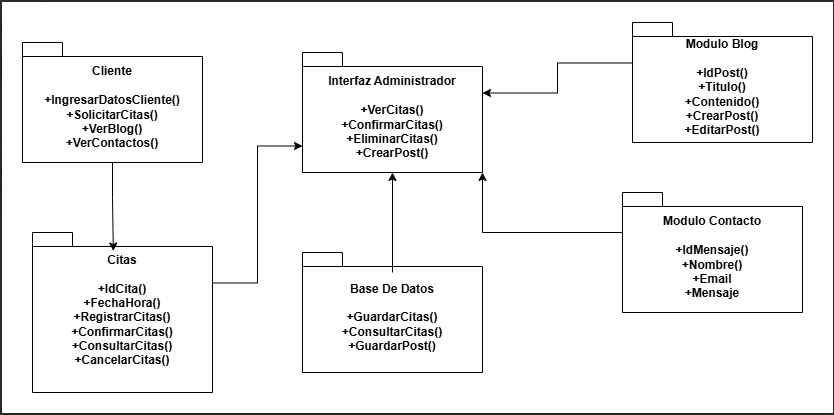 Cliente
+IngresarDatosCliente()
+SolicitarCitas()
+VerBlog()
+VerContactos()
Interfaz Administrador
+VerCitas()
+ConfirmarCitas()
+EliminarCitas()
+CrearPost()
Modulo Blog
+IdPost()
+Titulo()
+Contenido()
+CrearPost()
+EditarPost()
Citas
+IdCita()
+FechaHora()
+RegistrarCitas()
+ConfirmarCitas()
+ConsultarCitas()
+CancelarCitas()
Base De Datos
+GuardarCitas()
+ConsultarCitas()
+GuardarPost()
Modulo Contacto
+IdMensaje()
+Nombre()
+Email
+Mensaje